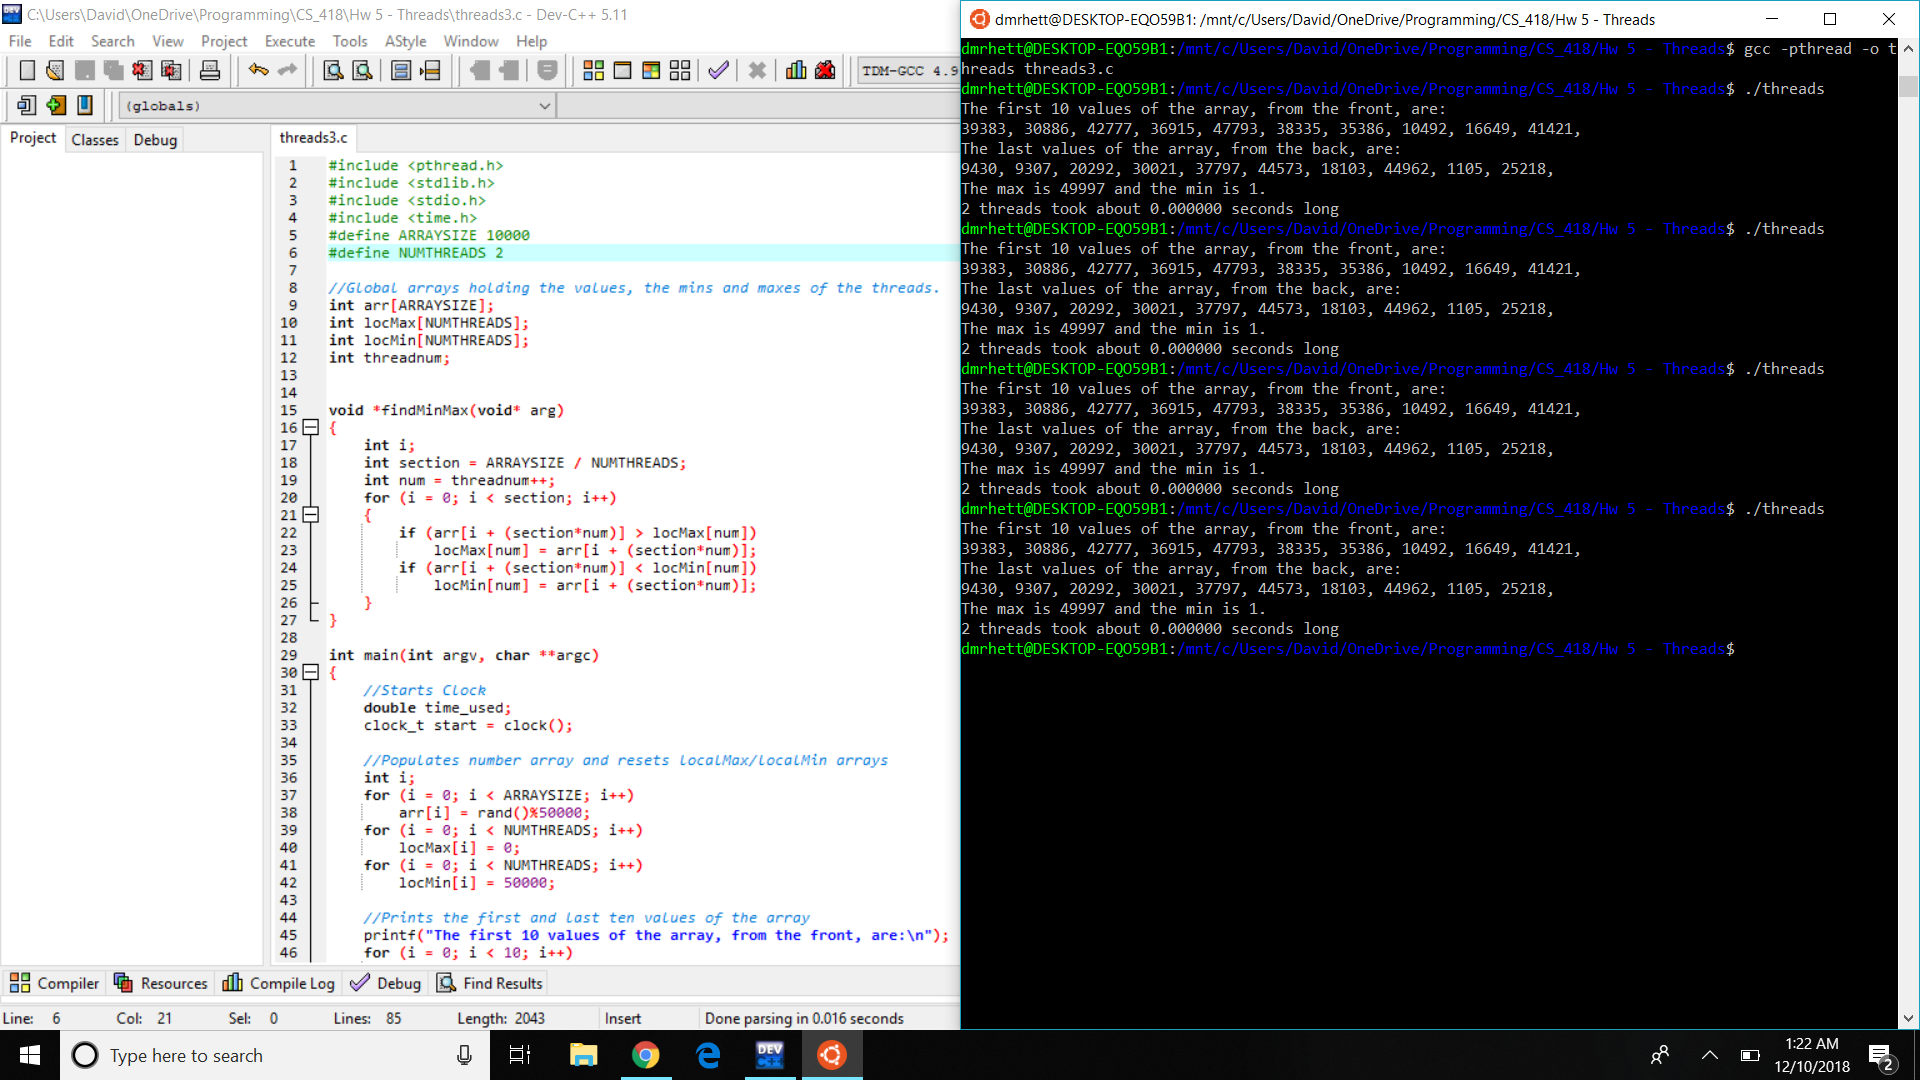 C:\Users\David\OneDrive\Programming\CS_418\Hw 5 - Threads\threads3.c - Dev-C++ 5.11
File Edit Search View Project Execute Tools AStyle Window Help
TDM-GCC 4.9
(globals)
Project Classes Debug
threads3.c
1 #include <pthread.h>
2 #include <stdlib.h>
3 #include <stdio.h>
4 #include <time.h>
5 #define ARRAYSIZE 10000
6 #define NUMTHREADS 2
7
8 //Global arrays holding the values, the mins and maxes of the threads.
9 int arr[ARRAYSIZE];
10 int locMax[NUMTHREADS];
11 int locMin[NUMTHREADS];
12 int threadnum;
13
14
15 void *findMinMax(void* arg)
16 {
17 int i;
18 int section = ARRAYSIZE / NUMTHREADS;
19 int num = threadnum++;
20 for (i = 0; i < section; i++)
21 {
22 if (arr[i + (section*num)] > locMax[num])
23 locMax[num] = arr[i + (section*num)];
24 if (arr[i + (section*num)] < locMin[num])
25 locMin[num] = arr[i + (section*num)];
26 }
27 }
28
29 int main(int argv, char **argc)
30 {
31 //Starts Clock
32 double time_used;
33 clock_t start = clock();
34
35 //Populates number array and resets localMax/localMin arrays
36 int i;
37 for (i = 0; i < ARRAYSIZE; i++)
38 arr[i] = rand()%50000;
39 for (i = 0; i < NUMTHREADS; i++)
40 locMax[i] = 0;
41 for (i = 0; i < NUMTHREADS; i++)
42 locMin[i] = 50000;
43
44 //Prints the first and last ten values of the array
45 printf("The first 10 values of the array, from the front, are:\n");
46 for (i = 0; i < 10; i++)
Compiler Resources Compile Log Debug Find Results
Line: 6 Col: 21 Sel: 0 Lines: 85 Length: 2043 Insert Done parsing in 0.016 seconds
dmrhett@DESKTOP-EQO59B1: /mnt/c/Users/David/OneDrive/Programming/CS_418/Hw 5 - Threads
dmrhett@DESKTOP-EQO59B1:/mnt/c/Users/David/OneDrive/Programming/CS_418/Hw 5 - Threads$ gcc -pthread -o t
hreads threads3.c
dmrhett@DESKTOP-EQO59B1:/mnt/c/Users/David/OneDrive/Programming/CS_418/Hw 5 - Threads$ ./threads
The first 10 values of the array, from the front, are:
39383, 30886, 42777, 36915, 47793, 38335, 35386, 10492, 16649, 41421,
The last values of the array, from the back, are:
9430, 9307, 20292, 30021, 37797, 44573, 18103, 44962, 1105, 25218,
The max is 49997 and the min is 1.
2 threads took about 0.000000 seconds long
dmrhett@DESKTOP-EQO59B1:/mnt/c/Users/David/OneDrive/Programming/CS_418/Hw 5 - Threads$ ./threads
The first 10 values of the array, from the front, are:
39383, 30886, 42777, 36915, 47793, 38335, 35386, 10492, 16649, 41421,
The last values of the array, from the back, are:
9430, 9307, 20292, 30021, 37797, 44573, 18103, 44962, 1105, 25218,
The max is 49997 and the min is 1.
2 threads took about 0.000000 seconds long
dmrhett@DESKTOP-EQO59B1:/mnt/c/Users/David/OneDrive/Programming/CS_418/Hw 5 - Threads$ ./threads
The first 10 values of the array, from the front, are:
39383, 30886, 42777, 36915, 47793, 38335, 35386, 10492, 16649, 41421,
The last values of the array, from the back, are:
9430, 9307, 20292, 30021, 37797, 44573, 18103, 44962, 1105, 25218,
The max is 49997 and the min is 1.
2 threads took about 0.000000 seconds long
dmrhett@DESKTOP-EQO59B1:/mnt/c/Users/David/OneDrive/Programming/CS_418/Hw 5 - Threads$ ./threads
The first 10 values of the array, from the front, are:
39383, 30886, 42777, 36915, 47793, 38335, 35386, 10492, 16649, 41421,
The last values of the array, from the back, are:
9430, 9307, 20292, 30021, 37797, 44573, 18103, 44962, 1105, 25218,
The max is 49997 and the min is 1.
2 threads took about 0.000000 seconds long
dmrhett@DESKTOP-EQO59B1:/mnt/c/Users/David/OneDrive/Programming/CS_418/Hw 5 - Threads$
Type here to search
DEV
1:22 AM
12/10/2018
2